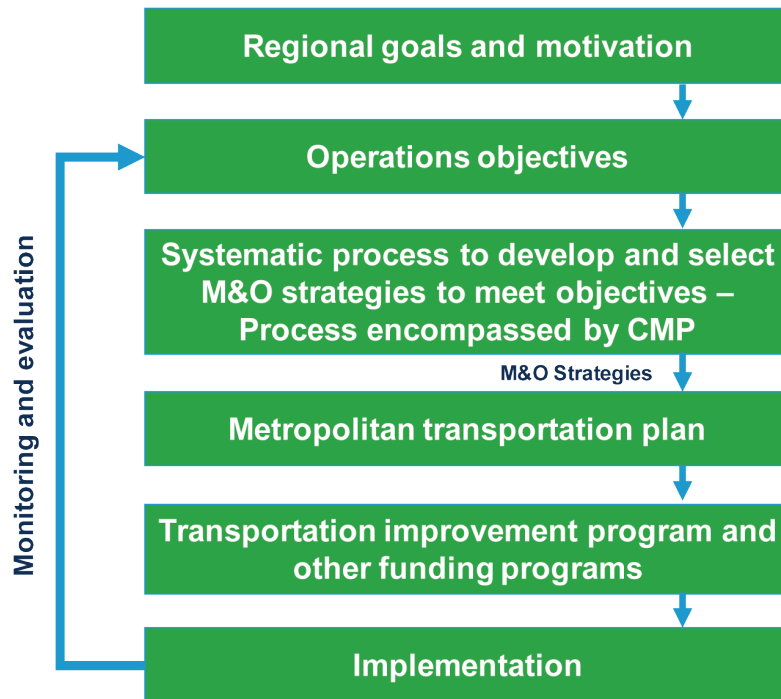 Regional goals and motivation
Operations objectives
Systematic process to develop and select
M&O strategies to meet objectives –
Process encompassed by CMP
M&O Strategies
Metropolitan transportation plan
Transportation improvement program and
other funding programs
Implementation
Monitoring and evaluation